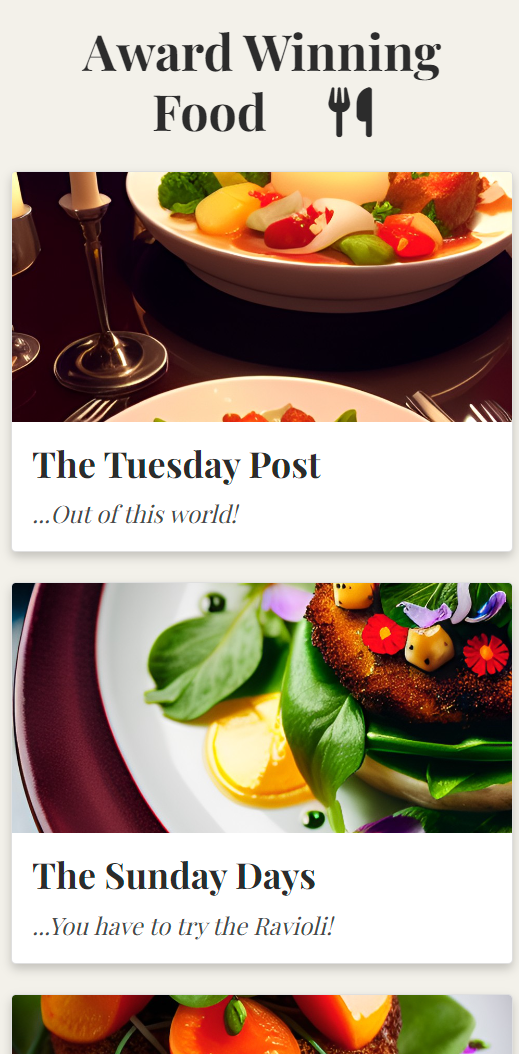 Award Winning
Food
The Tuesday Post
...Out of this world!
The Sunday Days
...You have to try the Ravioli!